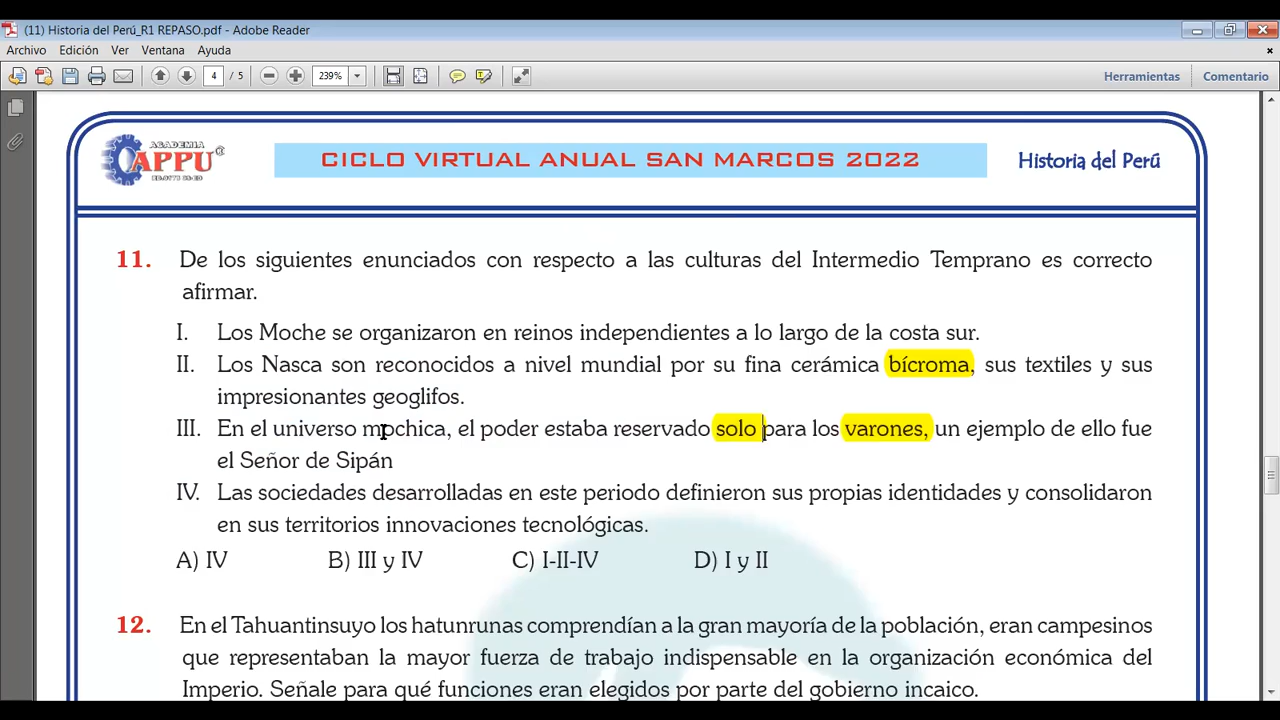 (11) Historia del Perú_R1 REPASO.pdf - Adobe Reader
Archivo Edición Ver Ventana Ayuda
4 / 5 239% Herramientas Comentario
ACADEMIA
APPU
CICLO VIRTUAL ANUAL SAN MARCOS 2022
Historia del Perú
11. De los siguientes enunciados con respecto a las culturas del Intermedio Temprano es correcto
afirmar.
I. Los Moche se organizaron en reinos independientes a lo largo de la costa sur.
II. Los Nasca son reconocidos a nivel mundial por su fina cerámica bícroma, sus textiles y sus
impresionantes geoglifos.
III. En el universo mochica, el poder estaba reservado solo para los varones, un ejemplo de ello fue
el Señor de Sipán
IV. Las sociedades desarrolladas en este periodo definieron sus propias identidades y consolidaron
en sus territorios innovaciones tecnológicas.
A) IV B) III y IV C) I-II-IV D) I y II
12. En el Tahuantinsuyo los hatunrunas comprendían a la gran mayoría de la población, eran campesinos
que representaban la mayor fuerza de trabajo indispensable en la organización económica del
Imperio. Señale para qué funciones eran elegidos por parte del gobierno incaico.